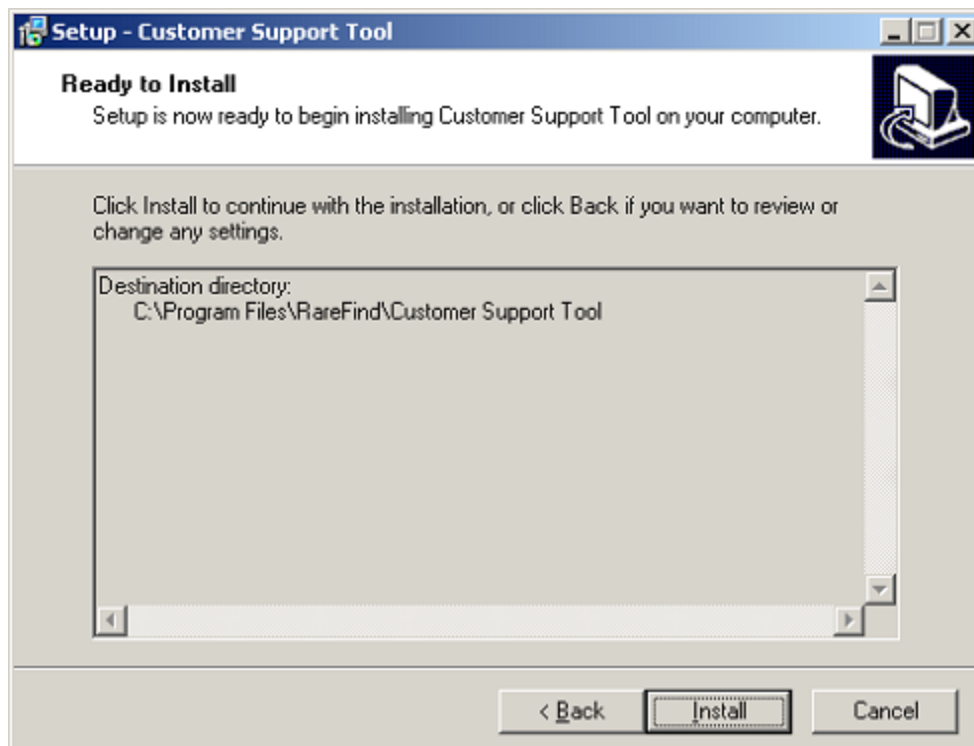 Setup - Customer Support Tool
Ready to Install
Setup is now ready to begin installing Customer Support Tool on your computer.
Click Install to continue with the installation, or click Back if you want to review or
change any settings.
Destination directory:
C:\Program Files\RareFind\Customer Support Tool
< Back
Install
Cancel